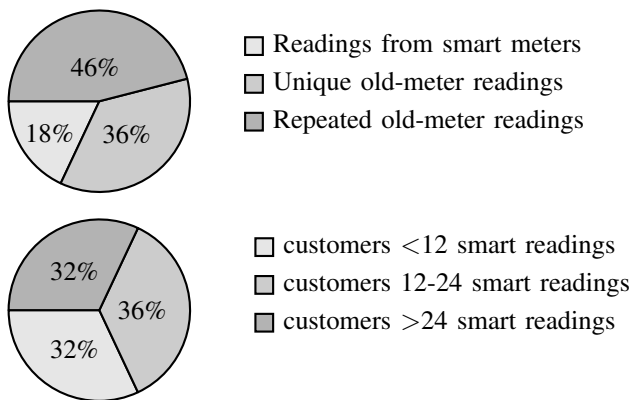 46%
18%
36%
Readings from smart meters
Unique old-meter readings
Repeated old-meter readings
32%
36%
32%
customers <12 smart readings
customers 12-24 smart readings
customers >24 smart readings